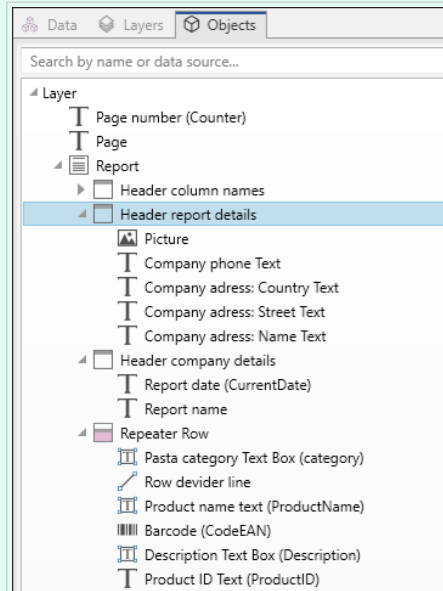 Data Layers Objects
Search by name or data source...
Layer
Page number (Counter)
Page
Report
Header column names
Header report details
Picture
Company phone Text
Company adress: Country Text
Company adress: Street Text
Company adress: Name Text
Header company details
Report date (CurrentDate)
Report name
Repeater Row
Pasta category Text Box (category)
Row devider line
Product name text (ProductName)
Barcode (CodeEAN)
Description Text Box (Description)
Product ID Text (ProductID)